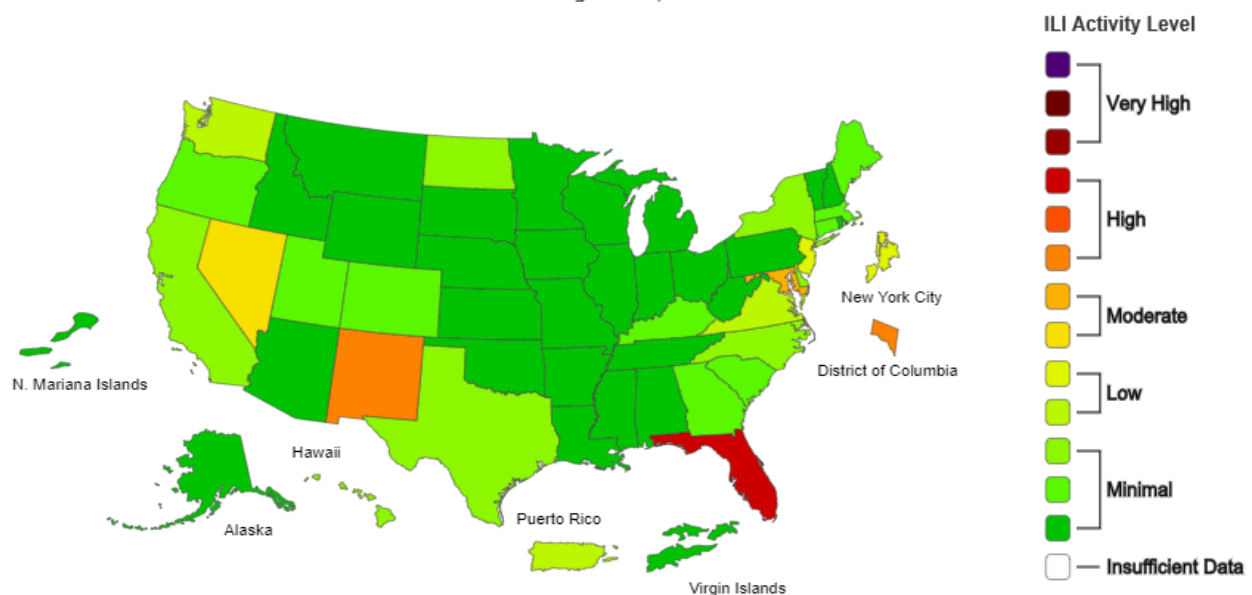 ILI Activity Level
Very High
High
Moderate
Low
Minimal
Insufficient Data
New York City
District of Columbia
N. Mariana Islands
Hawaii
Alaska
Puerto Rico
Virgin Islands